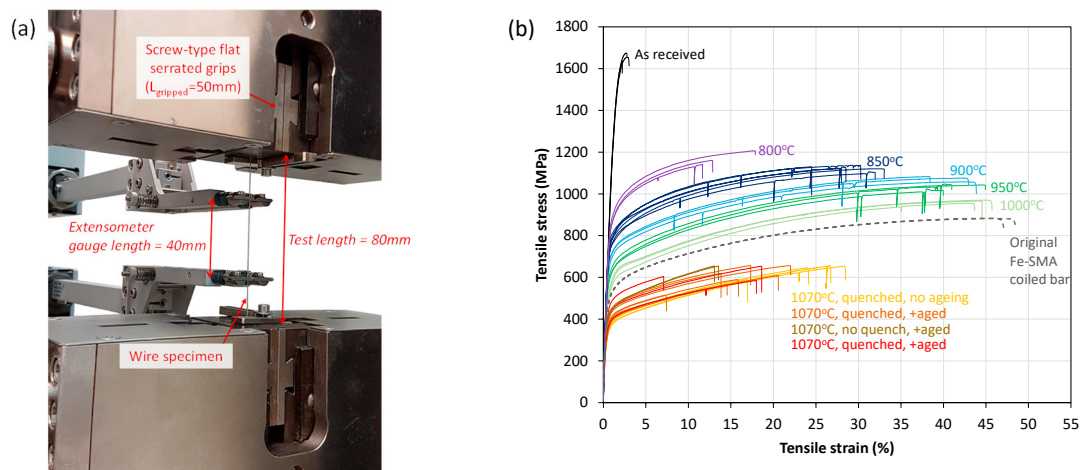 (a)
Screw-type flat
serrated grips
(Lgripped=50mm)
Extensometer
gauge length = 40mm
Test length = 80mm
Wire specimen
(b)
Tensile stress (MPa)
1800
1600
1400
1200
1000
800
600
400
200
0
As received
800°C
850°C
900°C
950°C
1000°C
Original
Fe-SMA
coiled bar
1070°C, quenched, no ageing
1070°C, quenched, +aged
1070°C, no quench, +aged
1070°C, quenched, +aged
0 5 10 15 20 25 30 35 40 45 50 55
Tensile strain (%)